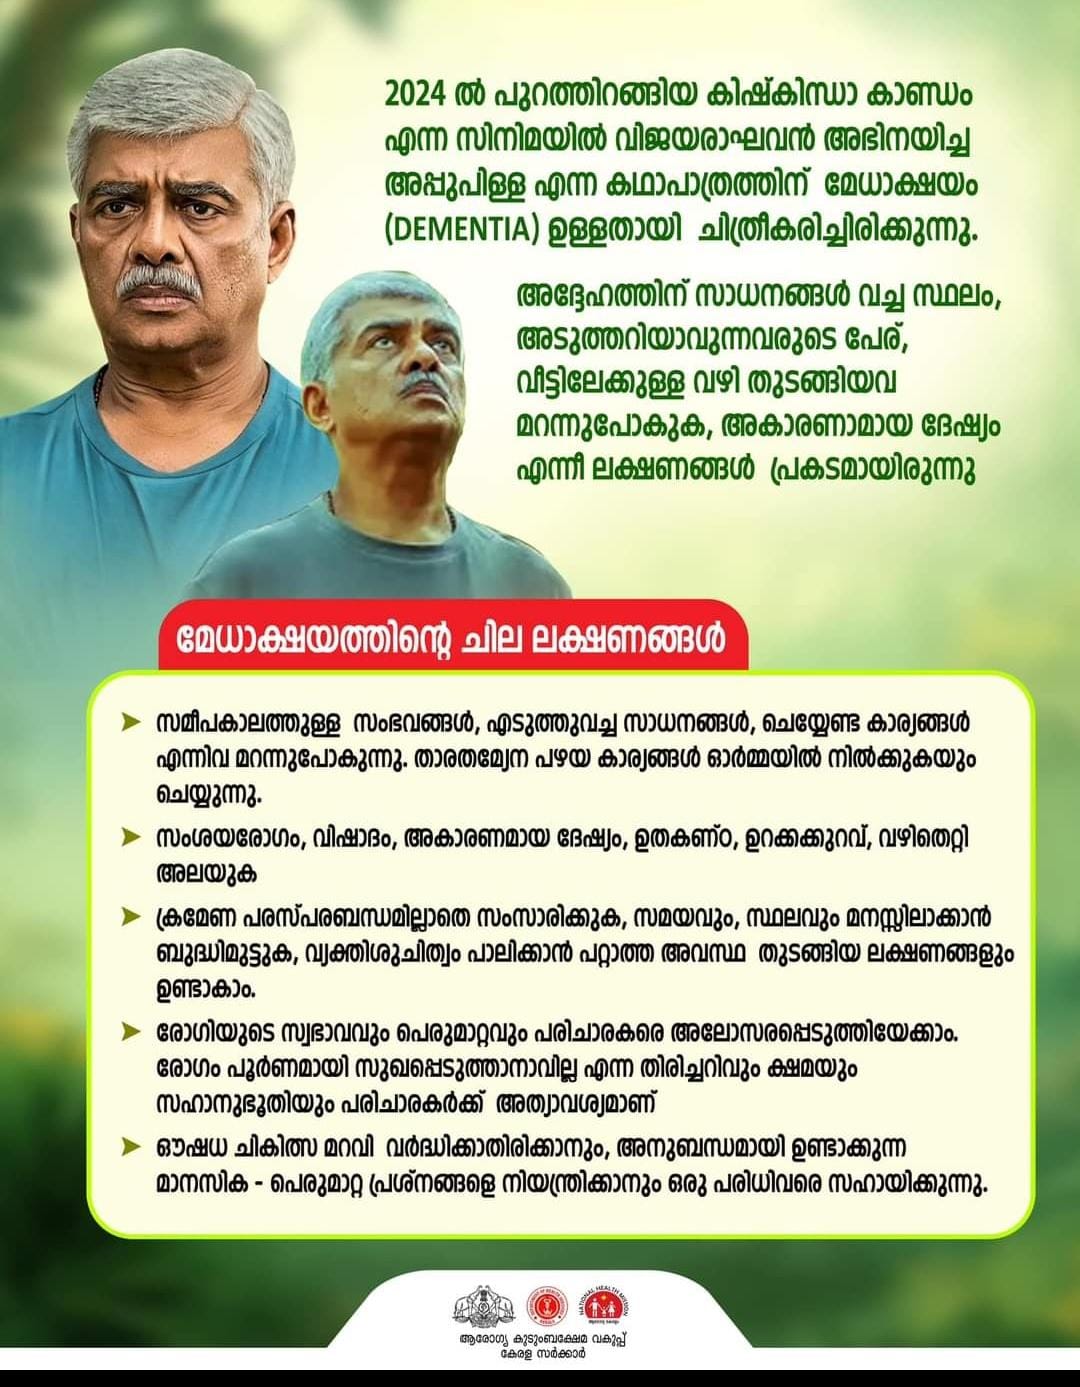 2024 ൽ പുറത്തിറങ്ങിയ കിഷ്കിന്ധാ കാണ്ഡം
എന്ന സിനിമയിൽ വിജയരാഘവൻ അഭിനയിച്ച
അപ്പുപിള്ള എന്ന കഥാപാത്രത്തിന് മേധാക്ഷയം
(DEMENTIA) ഉള്ളതായി ചിത്രീകരിച്ചിരിക്കുന്നു.
അദ്ദേഹത്തിന് സാധനങ്ങൾ വച്ച സ്ഥലം,
അടുത്തറിയാവുന്നവരുടെ പേര്,
വീട്ടിലേക്കുള്ള വഴി തുടങ്ങിയവ
മറന്നുപോകുക, അകാരണാമായ ദേഷ്യം
എന്നീ ലക്ഷണങ്ങൾ പ്രകടമായിരുന്നു
മേധാക്ഷയത്തിന്റെ ചില ലക്ഷണങ്ങൾ
സമീപകാലത്തുള്ള സംഭവങ്ങൾ, എടുത്തുവച്ച സാധനങ്ങൾ, ചെയ്യേണ്ട കാര്യങ്ങൾ
എന്നിവ മറന്നുപോകുന്നു. താരതമ്യേന പഴയ കാര്യങ്ങൾ ഓർമ്മയിൽ നിൽക്കുകയും
ചെയ്യുന്നു.
സംശയരോഗം, വിഷാദം, അകാരണമായ ദേഷ്യം, ഉതകണ്ഠ, ഉറക്കക്കുറവ്, വഴിതെറ്റി
അലയുക
ക്രമേണ പരസ്പരബന്ധമില്ലാതെ സംസാരിക്കുക, സമയവും, സ്ഥലവും മനസ്സിലാക്കാൻ
ബുദ്ധിമുട്ടുക, വ്യക്തിശുചിത്വം പാലിക്കാൻ പറ്റാത്ത അവസ്ഥ തുടങ്ങിയ ലക്ഷണങ്ങളും
ഉണ്ടാകാം.
രോഗിയുടെ സ്വഭാവവും പെരുമാറ്റവും പരിചാരകരെ അലോസരപ്പെടുത്തിയേക്കാം.
രോഗം പൂർണമായി സുഖപ്പെടുത്താനാവില്ല എന്ന തിരിച്ചറിവും ക്ഷമയും
സഹാനുഭൂതിയും പരിചാരകർക്ക് അത്യാവശ്യമാണ്
ഔഷധ ചികിത്സ മറവി വർദ്ധിക്കാതിരിക്കാനും, അനുബന്ധമായി ഉണ്ടാക്കുന്ന
മാനസിക - പെരുമാറ്റ പ്രശ്നങ്ങളെ നിയന്ത്രിക്കാനും ഒരു പരിധിവരെ സഹായിക്കുന്നു.
NATIONAL HEALTH MISSION
ആരോഗ്യ കുടുംബക്ഷേമ വകുപ്പ്
കേരള സർക്കാർ